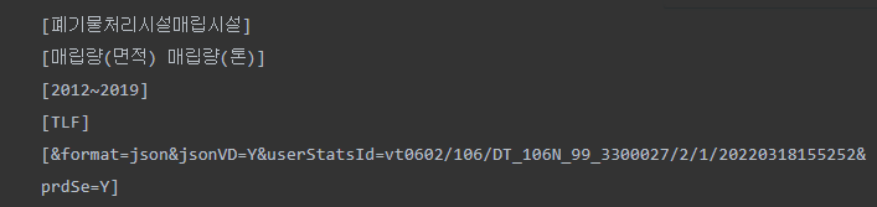 [폐기물처리시설매립시설]
[매립량(면적) 매립량(톤)]
[2012~2019]
[TLF]
[&format=json&jsonVD=Y&userStatsId=vt0602/106/DT_106N_99_3300027/2/1/20220318155252&
prdSe=Y]